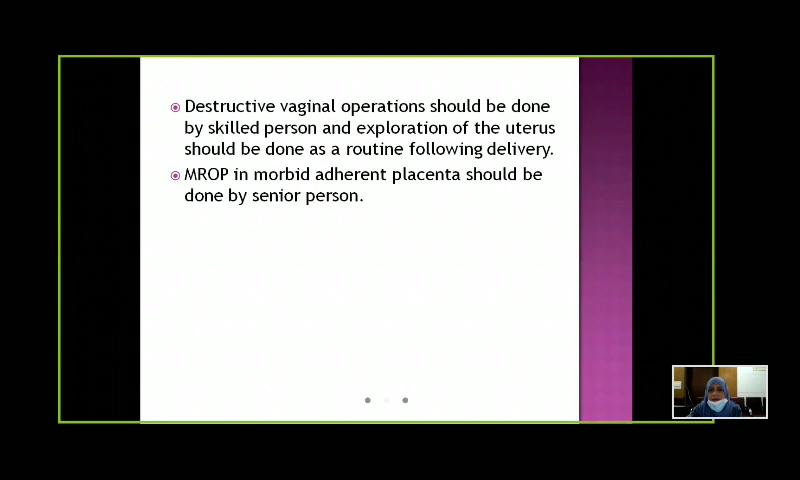 Destructive vaginal operations should be done
by skilled person and exploration of the uterus
should be done as a routine following delivery.
MROP in morbid adherent placenta should be
done by senior person.